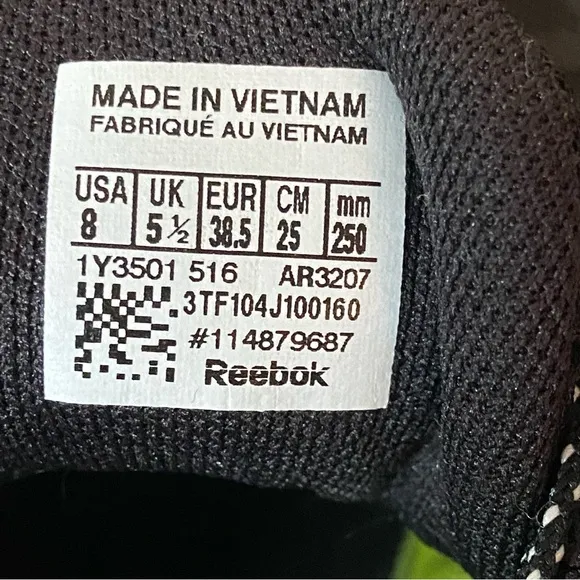 MADE IN VIETNAM
FABRIQUÉ AU VIETNAM
USA UK EUR CM mm
8 5 ½ 38.5 25 250
1Y3501 516 AR3207
3TF104J100160
#114879687
Reebok